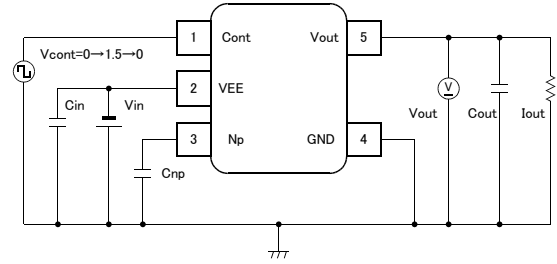 1 Cont Vout 5
Vcont=0→1.5→0
2 VEE
Cin Vin
V
Vout Cout Iout
3 Np GND 4
Cnp